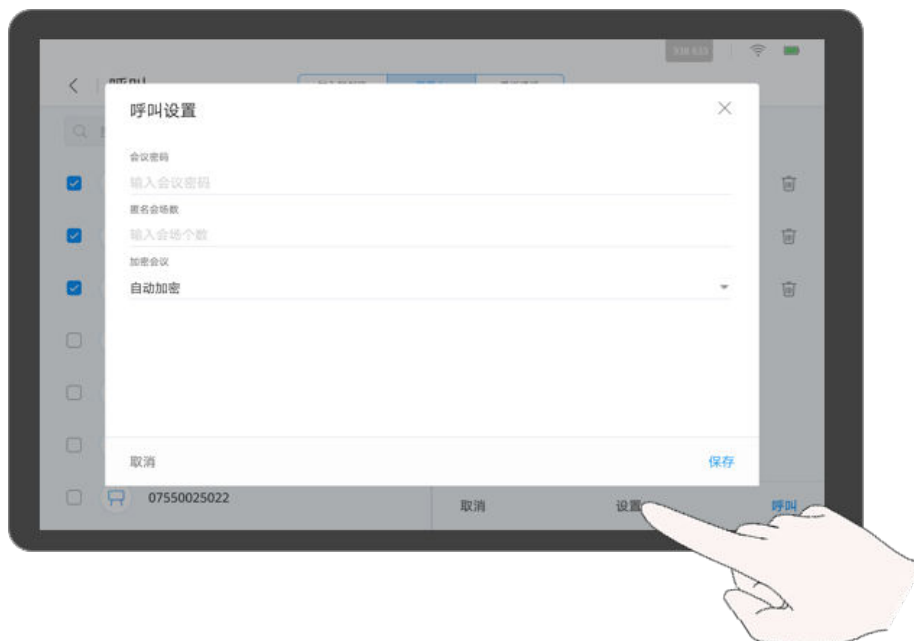 呼叫
呼叫设置
会议密码
输入会议密码
匿名会场数
输入会场个数
加密会议
自动加密
取消
保存
07550025022
取消
设置
呼叫